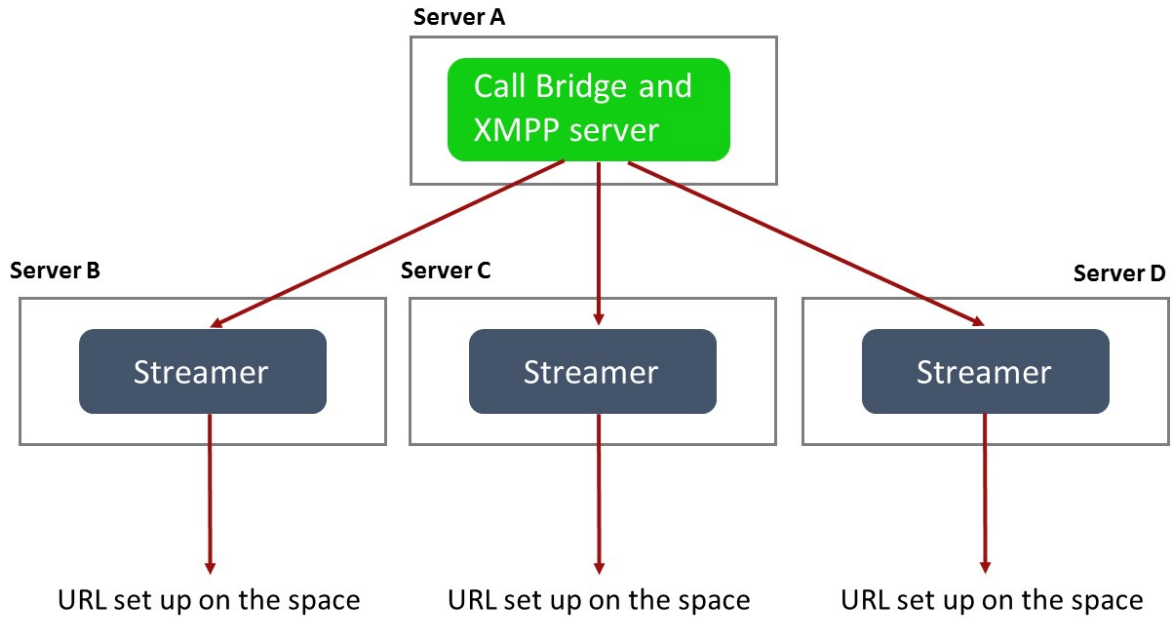 Server A
Call Bridge and
XMPP server
Server B
Server C
Server D
Streamer
Streamer
Streamer
URL set up on the space
URL set up on the space
URL set up on the space